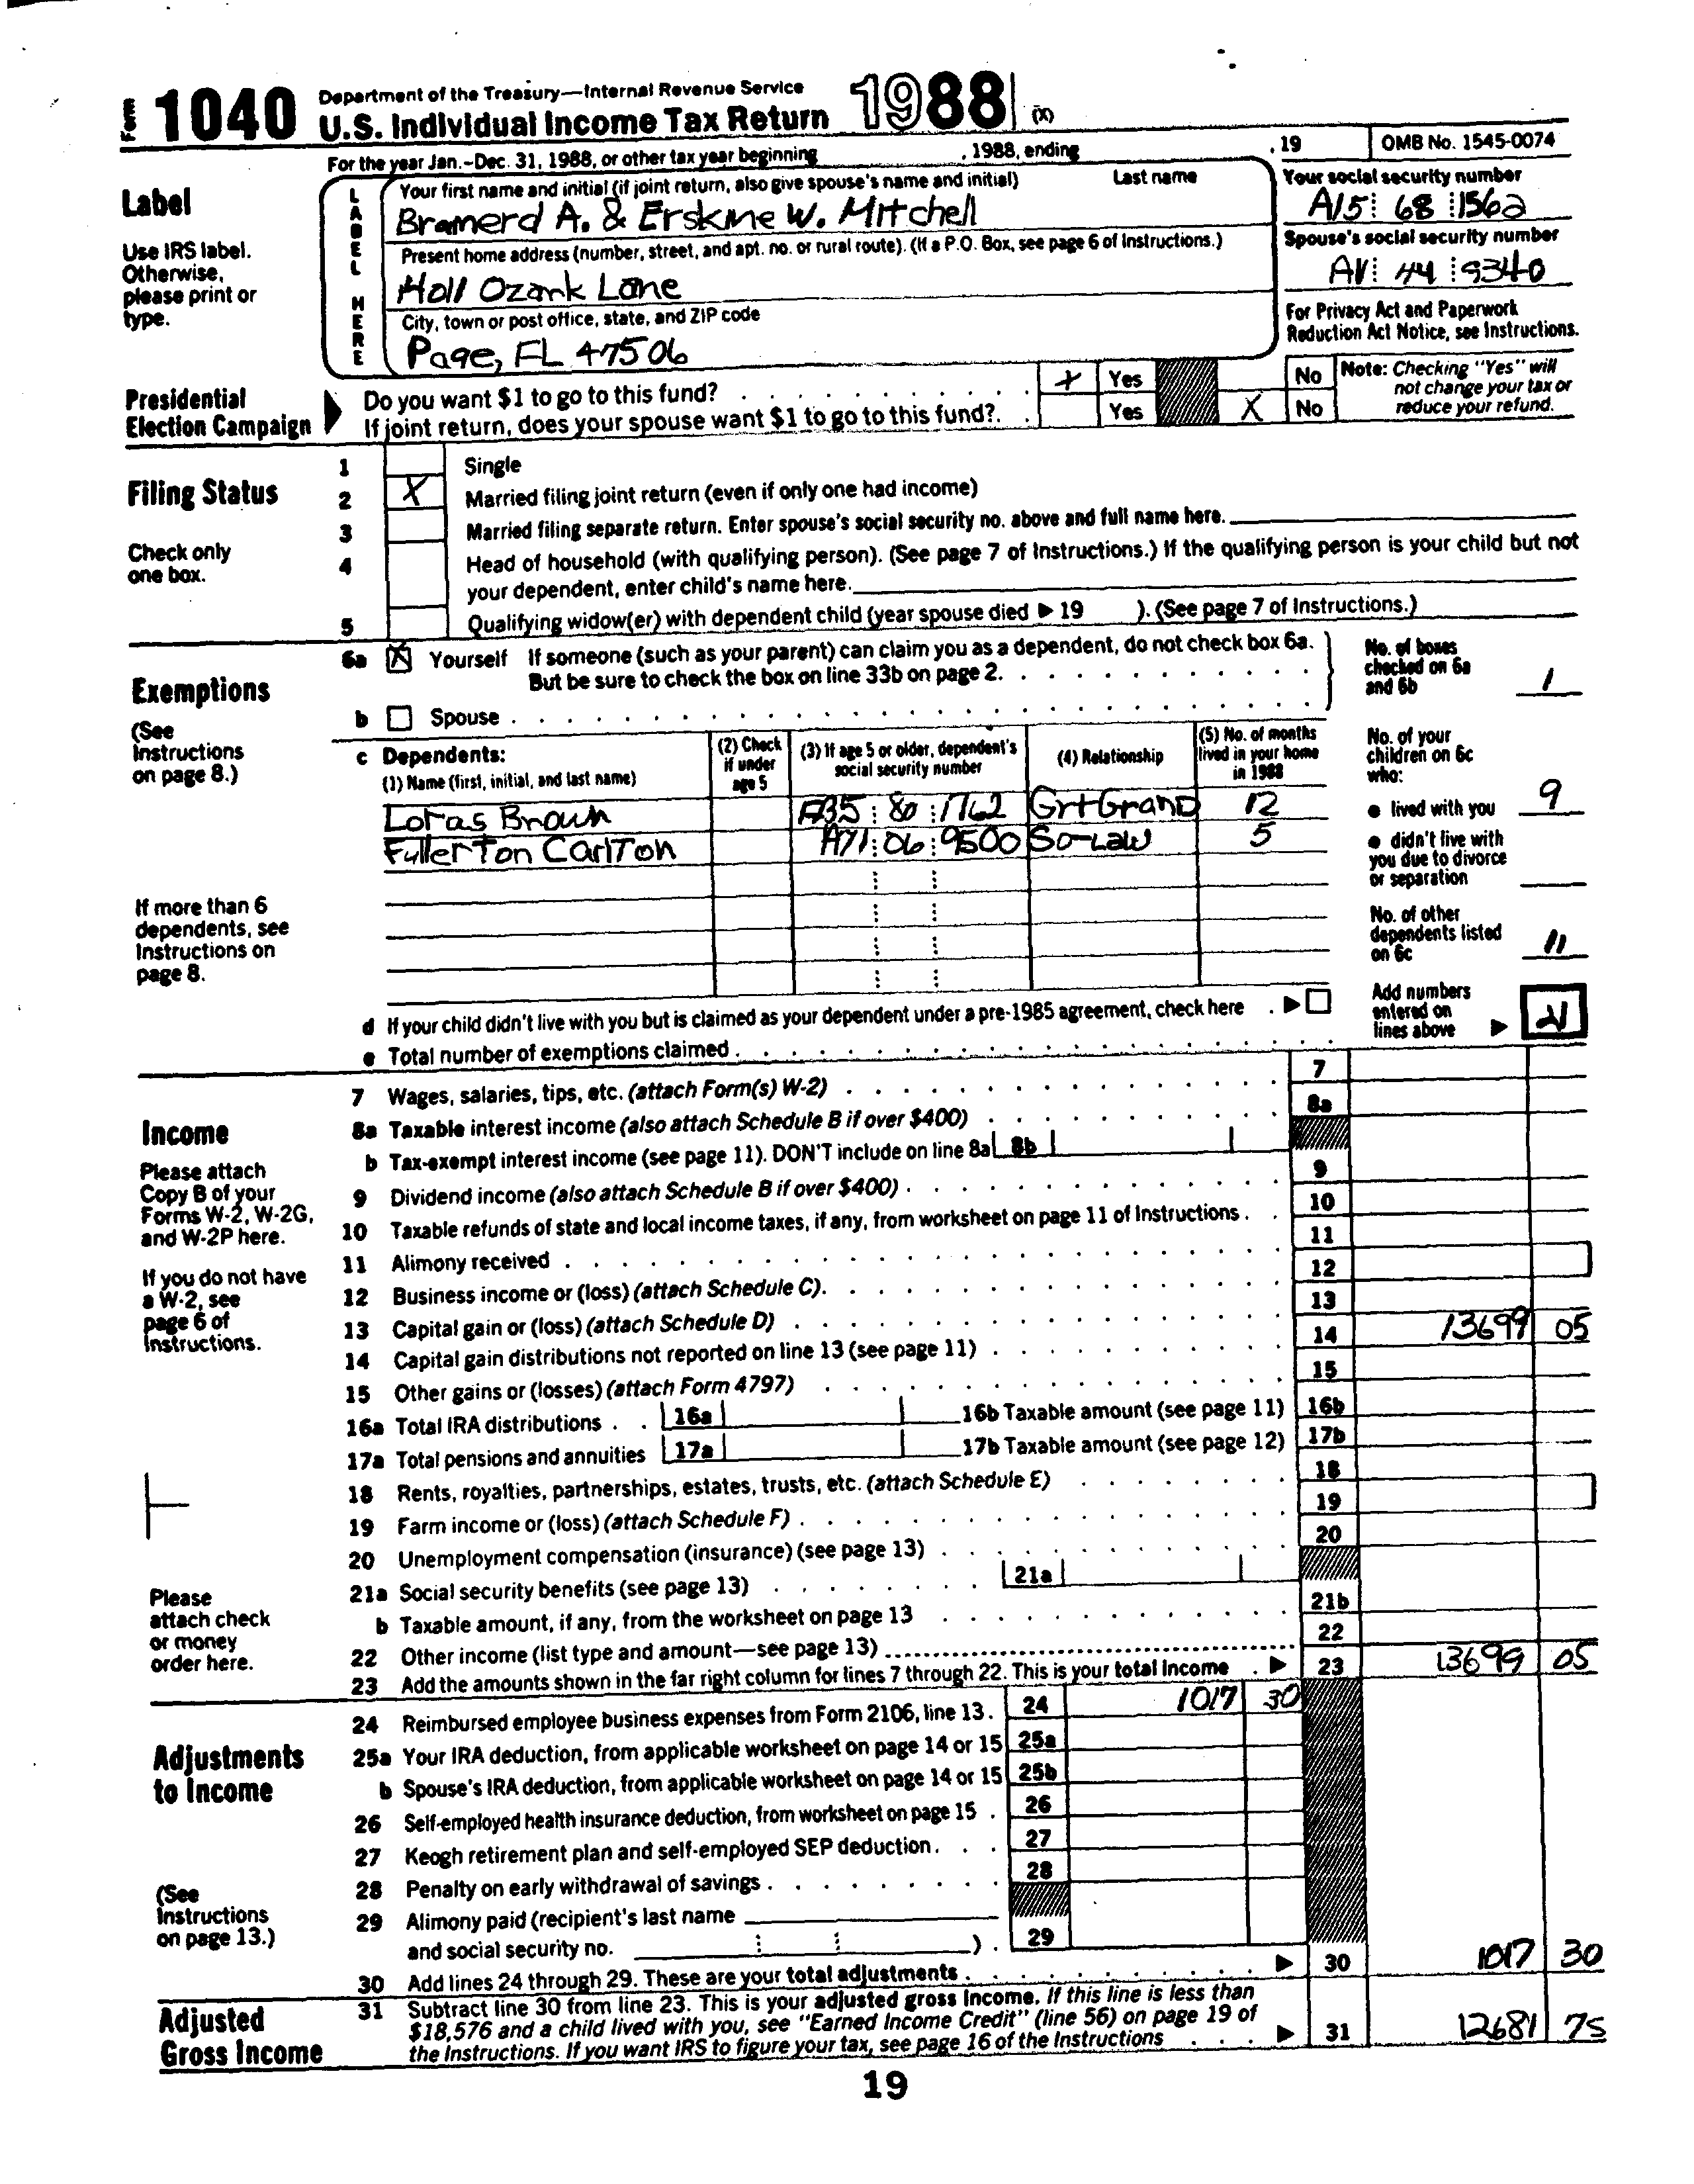 Form 1040 Department of the Treasury—Internal Revenue Service
U.S. Individual Income Tax Return 1988 (X)
For the year Jan.–Dec. 31, 1988, or other tax year beginning , 1988, ending , 19 OMB No. 1545-0074
Label
Use IRS label. Otherwise, please print or type.
LABEL HERE
Your first name and initial (if joint return, also give spouse's name and initial) Last name
A. & Erskine W. Mitchell
Your social security number
A15 68 1562
Present home address (number, street, and apt. no. or rural route). (If a P.O. Box, see page 6 of Instructions.)
Ozark Lane
Spouse's social security number
44 9340
City, town or post office, state, and ZIP code
Page, FL 47506
For Privacy Act and Paperwork Reduction Act Notice, see Instructions.
Presidential Election Campaign
Do you want $1 to go to this fund? X Yes No
If joint return, does your spouse want $1 to go to this fund? Yes X No
Note: Checking "Yes" will not change your tax or reduce your refund.
Filing Status
Check only one box.
1 Single
2 X Married filing joint return (even if only one had income)
3 Married filing separate return. Enter spouse's social security no. above and full name here.
4 Head of household (with qualifying person). (See page 7 of Instructions.) If the qualifying person is your child but not
your dependent, enter child's name here.
5 Qualifying widow(er) with dependent child (year spouse died ▶ 19 ). (See page 7 of Instructions.)
Exemptions
(See Instructions on page 8.)
6a X Yourself If someone (such as your parent) can claim you as a dependent, do not check box 6a.
But be sure to check the box on line 33b on page 2.
b Spouse
No. of boxes checked on 6a and 6b 1
c Dependents:
(1) Name (first, initial, and last name)
(2) Check if under age 5
(3) If age 5 or older, dependent's social security number
(4) Relationship
(5) No. of months lived in your home in 1988
Loras Brown 80 1762 GrtGrand 12
Fullerton Carlton A71 06 9500 So-Law 5
No. of your children on 6c who:
• lived with you 9
• didn't live with you due to divorce or separation
If more than 6 dependents, see Instructions on page 8.
No. of other dependents listed on 6c 11
d If your child didn't live with you but is claimed as your dependent under a pre-1985 agreement, check here ▶
e Total number of exemptions claimed
Add numbers entered on lines above ▶ 21
Income
Please attach Copy B of your Forms W-2, W-2G, and W-2P here.
If you do not have a W-2, see page 6 of Instructions.
7 Wages, salaries, tips, etc. (attach Form(s) W-2) 7
8a Taxable interest income (also attach Schedule B if over $400) 8a
b Tax-exempt interest income (see page 11). DON'T include on line 8a 8b
9 Dividend income (also attach Schedule B if over $400) 9
10 Taxable refunds of state and local income taxes, if any, from worksheet on page 11 of Instructions 10
11 Alimony received 11
12 Business income or (loss) (attach Schedule C) 12
13 Capital gain or (loss) (attach Schedule D) 13
14 Capital gain distributions not reported on line 13 (see page 11) 14 13699 05
15 Other gains or (losses) (attach Form 4797) 15
16a Total IRA distributions 16a 16b Taxable amount (see page 11) 16b
17a Total pensions and annuities 17a 17b Taxable amount (see page 12) 17b
18 Rents, royalties, partnerships, estates, trusts, etc. (attach Schedule E) 18
19 Farm income or (loss) (attach Schedule F) 19
20 Unemployment compensation (insurance) (see page 13) 20
21a Social security benefits (see page 13) 21a
b Taxable amount, if any, from the worksheet on page 13 21b
22 Other income (list type and amount—see page 13) 22
23 Add the amounts shown in the far right column for lines 7 through 22. This is your total income ▶ 23 13699 05
Please attach check or money order here.
Adjustments to Income
(See Instructions on page 13.)
24 Reimbursed employee business expenses from Form 2106, line 13. 24 1017 30
25a Your IRA deduction, from applicable worksheet on page 14 or 15 25a
b Spouse's IRA deduction, from applicable worksheet on page 14 or 15 25b
26 Self-employed health insurance deduction, from worksheet on page 15 26
27 Keogh retirement plan and self-employed SEP deduction 27
28 Penalty on early withdrawal of savings 28
29 Alimony paid (recipient's last name
and social security no. ) 29
30 Add lines 24 through 29. These are your total adjustments ▶ 30 1017 30
Adjusted Gross Income
31 Subtract line 30 from line 23. This is your adjusted gross income. If this line is less than
$18,576 and a child lived with you, see "Earned Income Credit" (line 56) on page 19 of
the Instructions. If you want IRS to figure your tax, see page 16 of the Instructions ▶ 31 12681 75
19